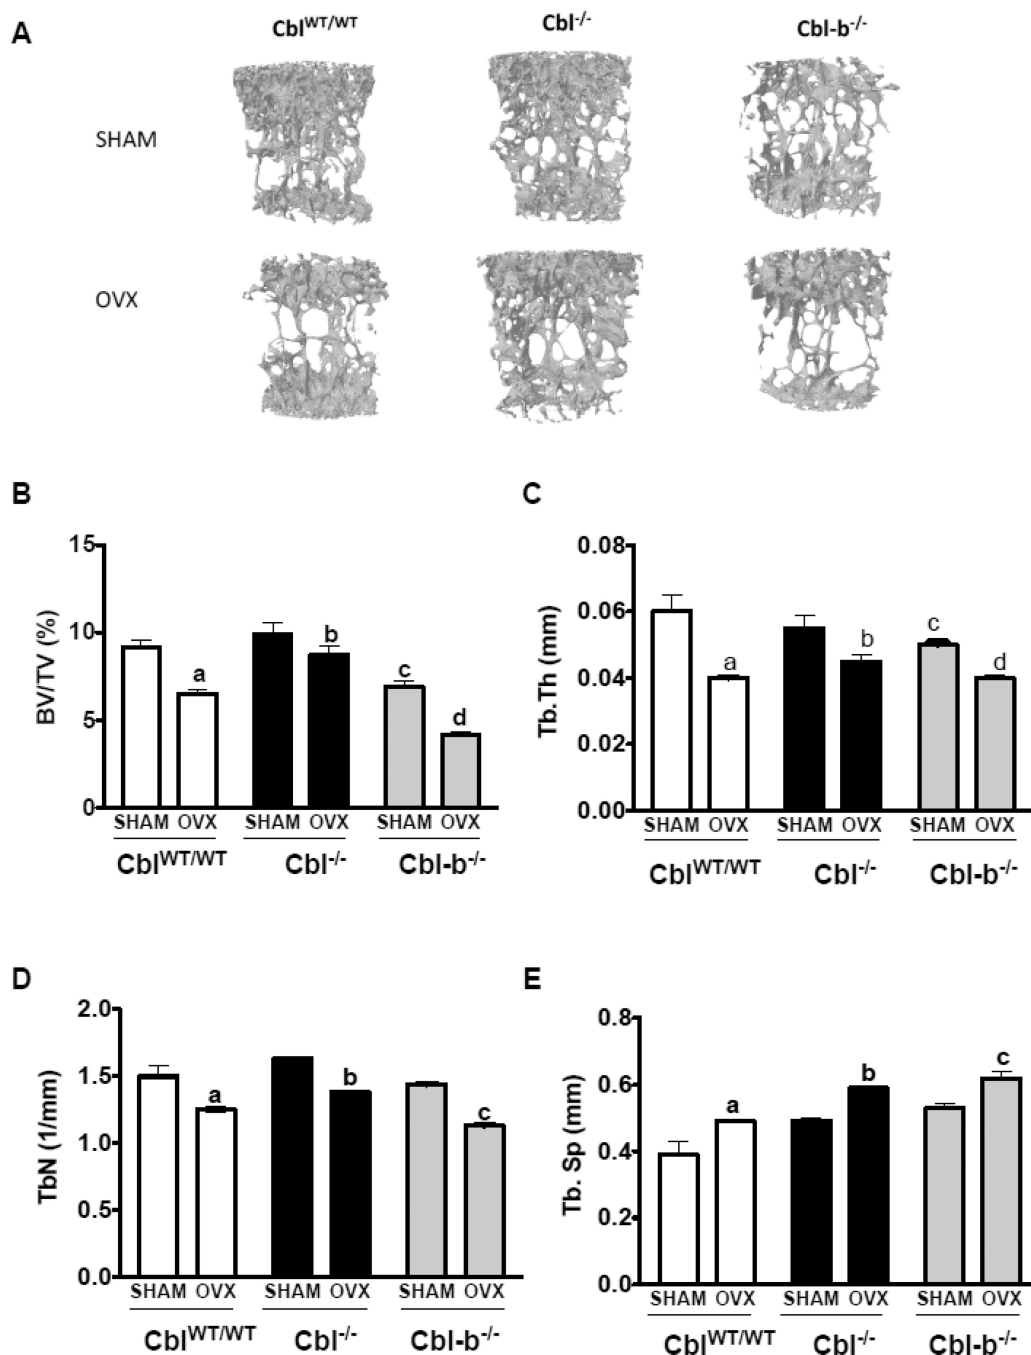 A
Cbl^WT/WT Cbl^-/- Cbl-b^-/-
SHAM
OVX
B
15
10
5
0
BV/TV (%)
a
b
c
d
SHAM OVX SHAM OVX SHAM OVX
Cbl^WT/WT Cbl^-/- Cbl-b^-/-
C
0.08
0.06
0.04
0.02
0.00
Tb.Th (mm)
a
b
c
d
SHAM OVX SHAM OVX SHAM OVX
Cbl^WT/WT Cbl^-/- Cbl-b^-/-
D
2.0
1.5
1.0
0.5
0.0
TbN (1/mm)
a
b
c
SHAM OVX SHAM OVX SHAM OVX
Cbl^WT/WT Cbl^-/- Cbl-b^-/-
E
0.8
0.6
0.4
0.2
0.0
Tb. Sp (mm)
a
b
c
SHAM OVX SHAM OVX SHAM OVX
Cbl^WT/WT Cbl^-/- Cbl-b^-/-